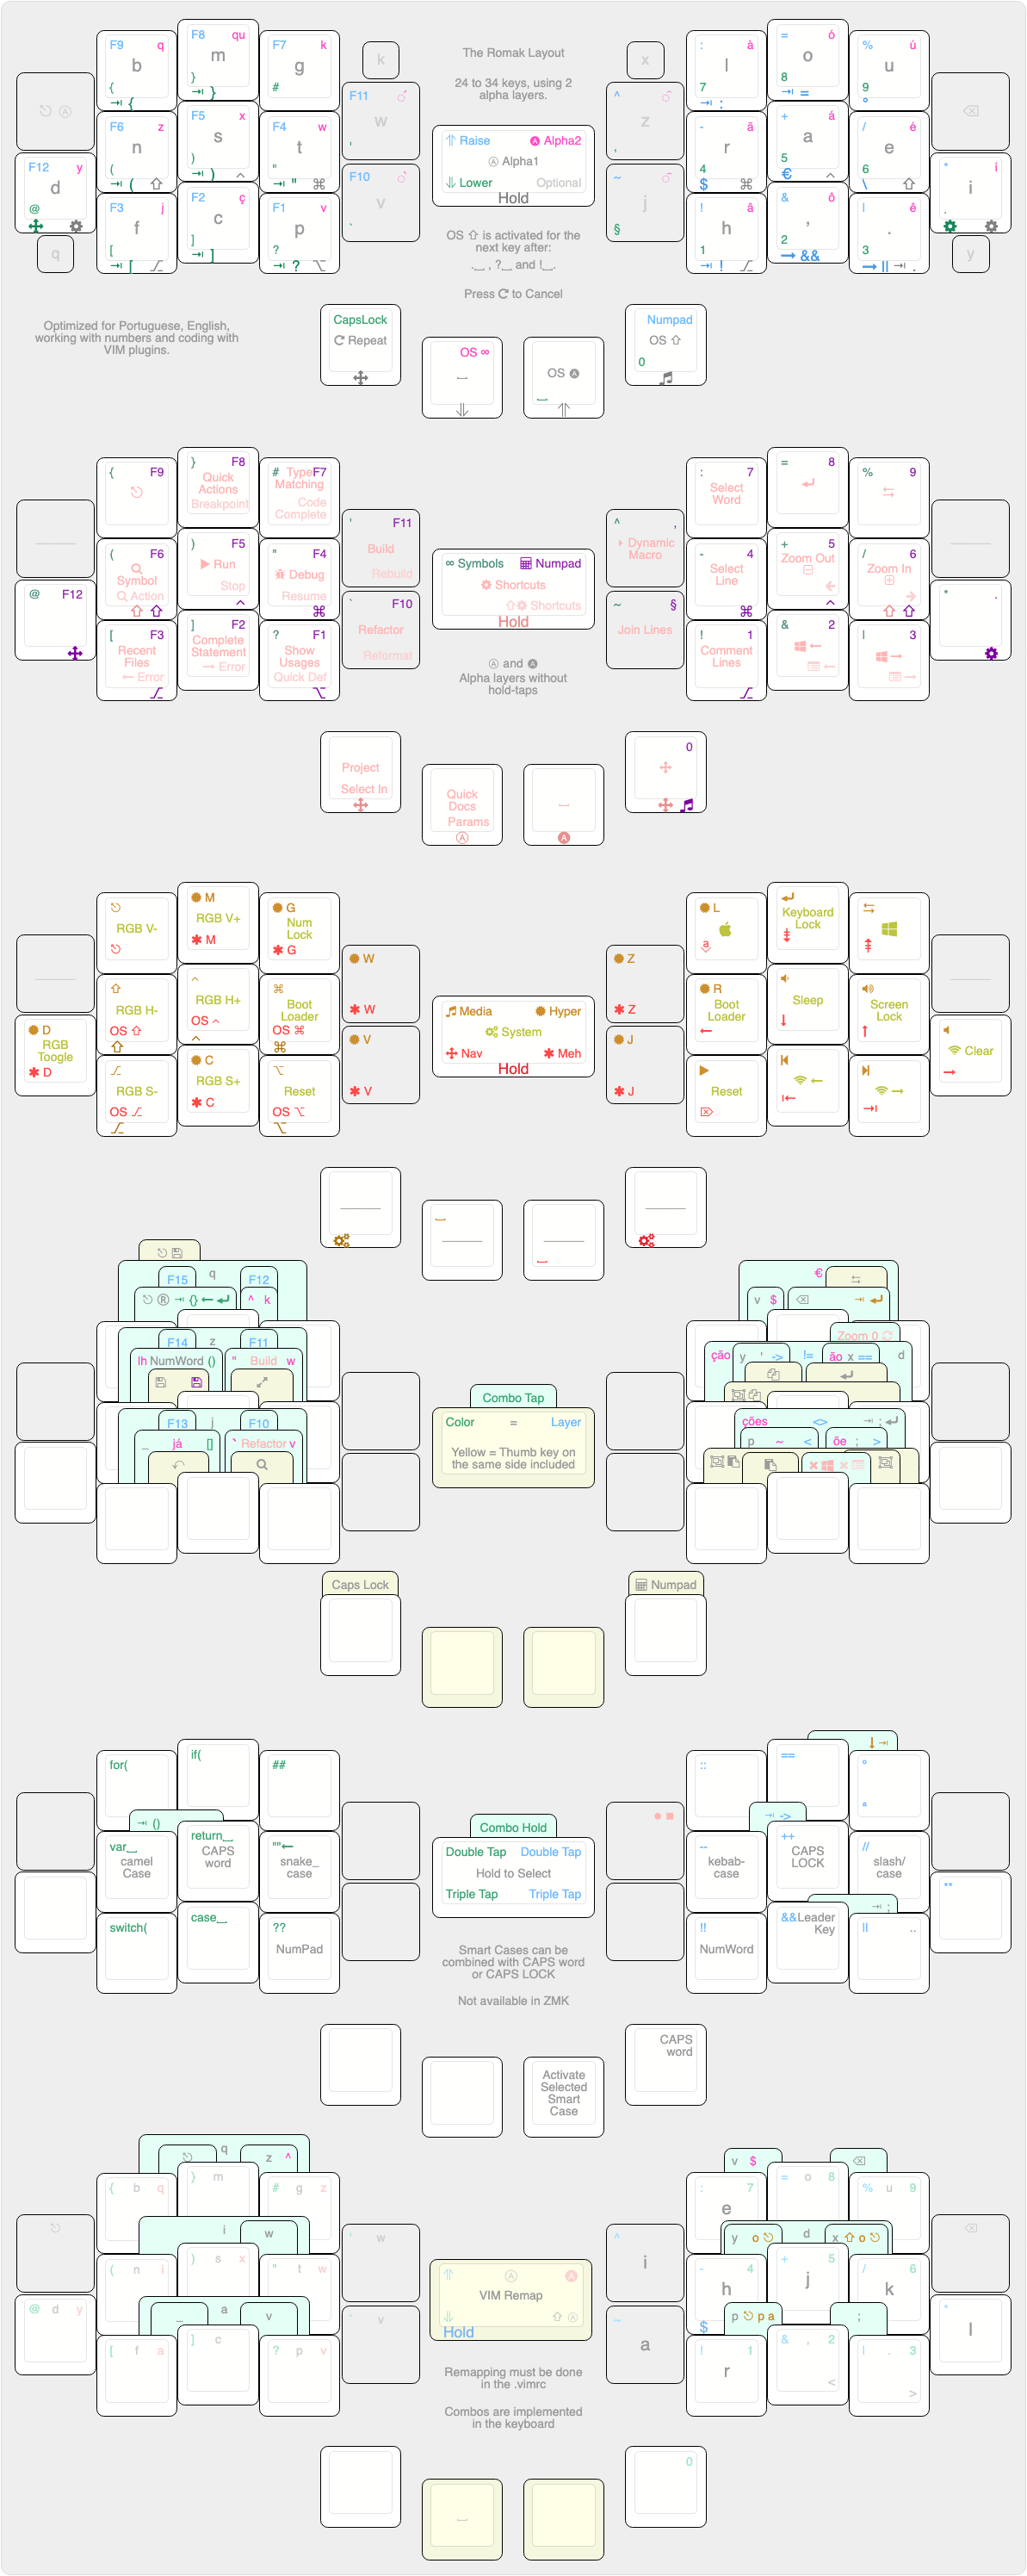 The Romak Layout
24 to 34 keys, using 2
alpha layers.
F9 q
b
{
⇥ {
F8 qu
m
}
⇥ }
F7 k
g
#
k
F11
w
'
F6 z
n
(
⇥ (
F5 x
s
)
⇥ )
F4 w
t
"
⇥ " ⌘
F10
v
`
F12 y
d
@
q
F3 j
f
[
⇥ [
F2 ç
c
]
⇥ ]
F1 v
p
?
⇥ ? ⌥
Raise Alpha2
Alpha1
Lower Optional
Hold
OS ⇧ is activated for the
next key after:
.⎵ , ?⎵ and !⎵.
Press to Cancel
x
^
z
,
: à
l
7
⇥ :
= ó
o
8
⇥ =
% ú
u
9
°
~
j
§
- ã
r
4
$ ⌘
+ á
a
5
€
/ é
e
6
\
* i
i
.
y
! â
h
1
⇥ !
& ô
,
2
→ &&
| ê
.
3
→ || ⇥ .
Optimized for Portuguese, English,
working with numbers and coding with
VIM plugins.
CapsLock
Repeat
OS ∞
OS
Numpad
OS ⇧
0
{ F9
} F8
Quick
Actions
Breakpoint
# Type F7
Matching
Code
Complete
' F11
Build
Rebuild
( F6
Symbol
Action
) F5
Run
Stop
" F4
Debug
Resume
⌘
` F10
Refactor
Reformat
@ F12
[ F3
Recent
Files
← Error
] F2
Complete
Statement
→ Error
? F1
Show
Usages
Quick Def
∞ Symbols Numpad
Shortcuts
Shortcuts
Hold
and
Alpha layers without
hold-taps
^ ,
Dynamic
Macro
~ §
Join Lines
: 7
Select
Word
= 8
% 9
- 4
Select
Line
⌘
+ 5
Zoom Out
/ 6
Zoom In
* .
! 1
Comment
Lines
& 2
| 3
Project
Select In
Quick
Docs
Params
0
RGB V-
M
RGB V+
M
G
Num
Lock
G
W
W
RGB H-
OS ⇧
RGB H+
OS ^
⌘
Boot
Loader
OS ⌘
⌘
V
V
D
RGB
Toogle
D
RGB S-
OS
C
RGB S+
C
⌥
Reset
OS ⌥
⌥
Media Hyper
System
Nav Meh
Hold
Z
Z
J
J
L
a
Keyboard
Lock
R
Boot
Loader
←
Sleep
↓
Screen
Lock
↑
Clear
→
Reset
q
F15 F12
{} ^ k
F14 z F11
lh NumWord () " Build w
F13 j F10
_ já [] ` Refactor v
Combo Tap
Color = Layer
Yellow = Thumb key on
the same side included
€
v $
Zoom 0
ção y ' -> != ão x == d
ções <> ⇥ ;
p ~ < õe ; >
Caps Lock
Numpad
for(
if(
##
⇥ ()
var⎵
camel
Case
return⎵
CAPS
word
""←
snake_
case
switch(
case⎵
??
NumPad
Combo Hold
Double Tap Double Tap
Hold to Select
Triple Tap Triple Tap
Smart Cases can be
combined with CAPS word
or CAPS LOCK
Not available in ZMK
::
==
↓ ⇥
º
ª
⇥ ->
--
kebab-
case
++
CAPS
LOCK
//
slash/
case
**
⇥ ;
!!
NumWord
&&Leader
Key
|| ..
Activate
Selected
Smart
Case
CAPS
word
q
z ^
{ b q
} m
# g z
' w
i
w
( n i
) s x
" t w
` v
@ d y
_ a v
[ f a
] c
? p v
VIM Remap
Hold
Remapping must be done
in the .vimrc
Combos are implemented
in the keyboard
^
i
~
a
v $
: 7
e
= o 8
% u 9
y o d x ⇧ o
- 4
h
$
+ 5
j
/ 6
k
*
l
p p a ;
! 1
r
& , 2
<
| . 3
>
0